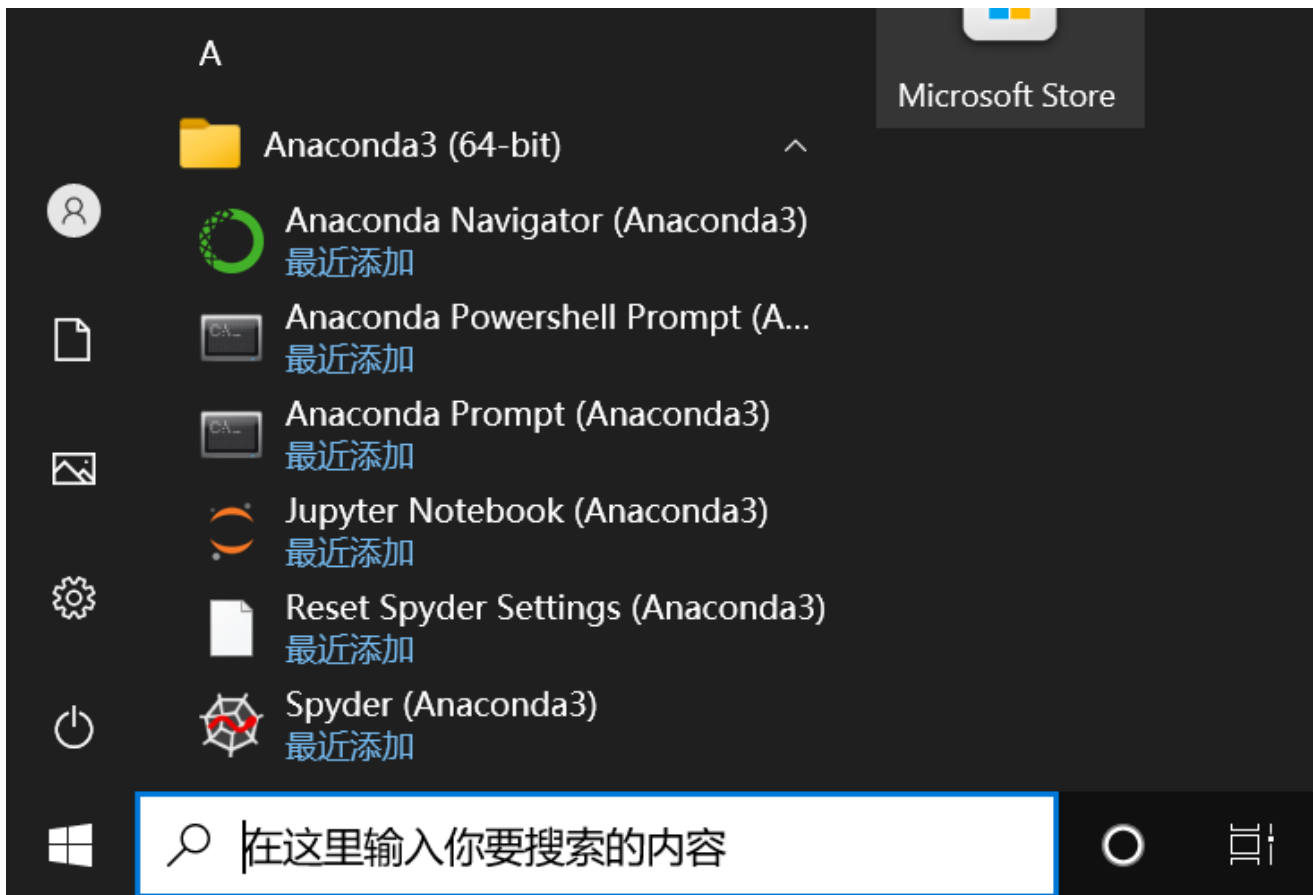 A
Microsoft Store
Anaconda3 (64-bit)
Anaconda Navigator (Anaconda3)
最近添加
Anaconda Powershell Prompt (A...
最近添加
Anaconda Prompt (Anaconda3)
最近添加
Jupyter Notebook (Anaconda3)
最近添加
Reset Spyder Settings (Anaconda3)
最近添加
Spyder (Anaconda3)
最近添加
在这里输入你要搜索的内容